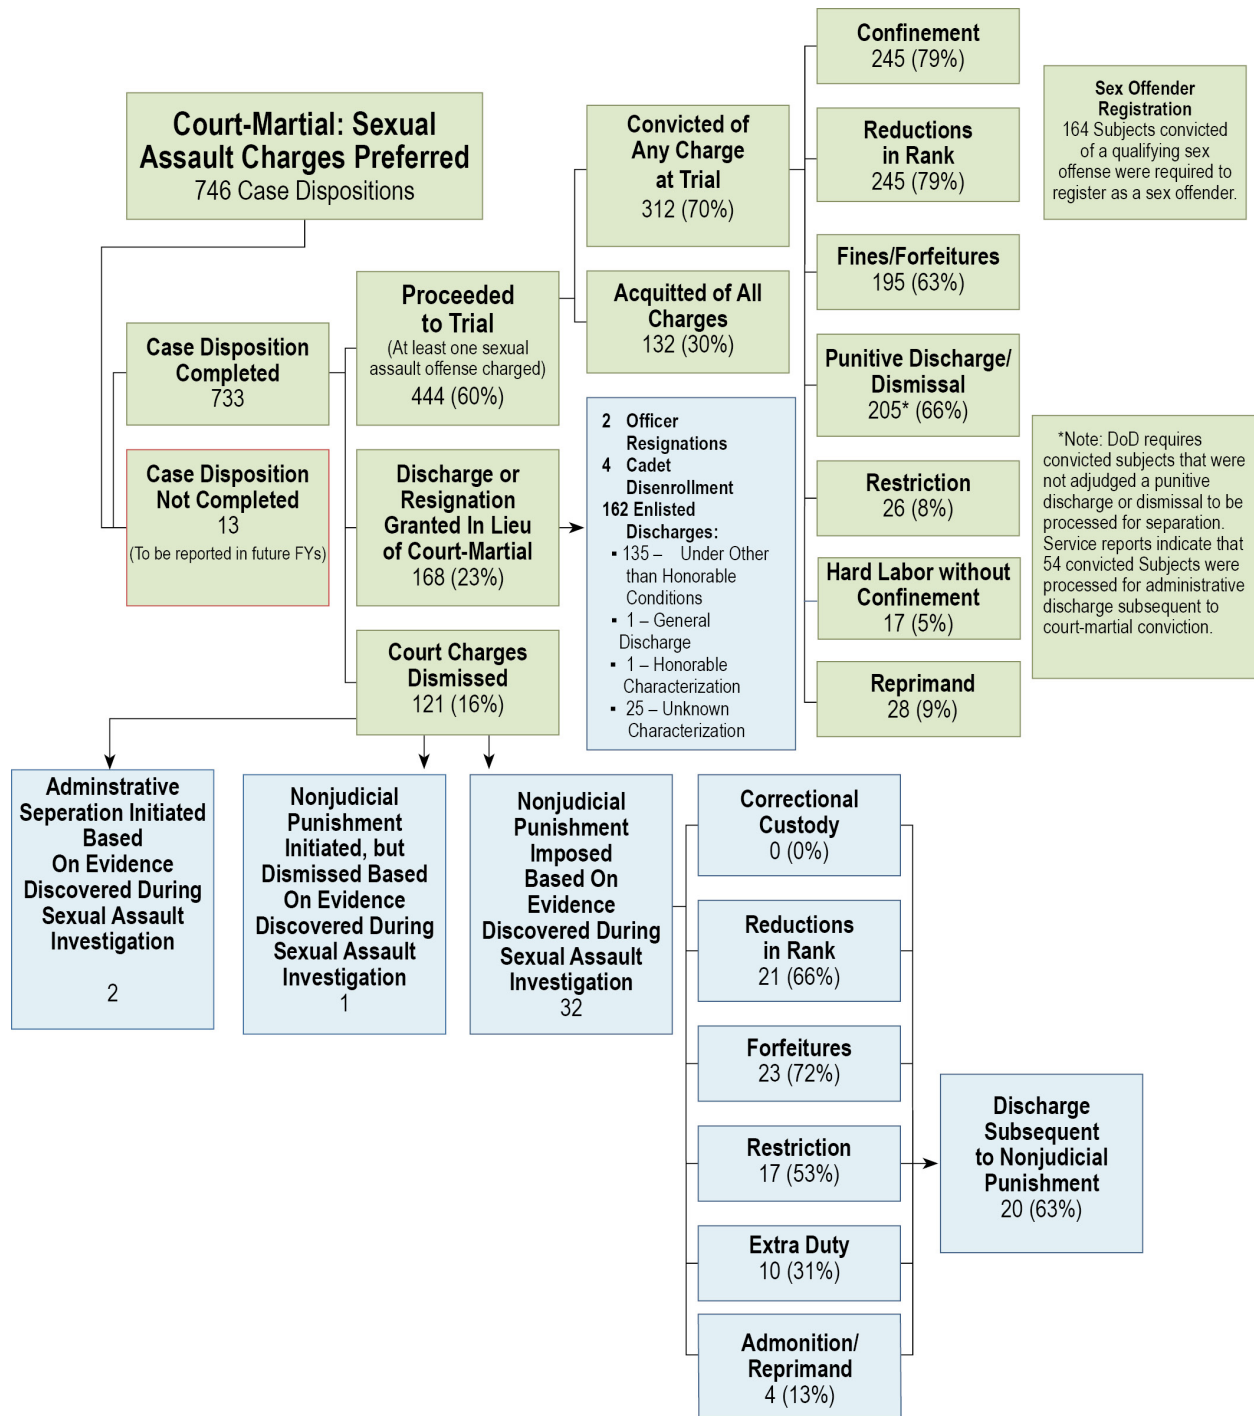 Court-Martial: Sexual
Assault Charges Preferred
746 Case Dispositions
Case Disposition
Completed
733
Case Disposition
Not Completed
13
(To be reported in future FYs)
Proceeded
to Trial
(At least one sexual
assault offense charged)
444 (60%)
Discharge or
Resignation
Granted In Lieu
of Court-Martial
168 (23%)
Court Charges
Dismissed
121 (16%)
Convicted of
Any Charge
at Trial
312 (70%)
Acquitted of All
Charges
132 (30%)
2 Officer
Resignations
4 Cadet
Disenrollment
162 Enlisted
Discharges:
▪ 135 – Under Other
than Honorable
Conditions
▪ 1 – General
Discharge
▪ 1 – Honorable
Characterization
▪ 25 – Unknown
Characterization
Confinement
245 (79%)
Reductions
in Rank
245 (79%)
Fines/Forfeitures
195 (63%)
Punitive Discharge/
Dismissal
205* (66%)
Restriction
26 (8%)
Hard Labor without
Confinement
17 (5%)
Reprimand
28 (9%)
Sex Offender
Registration
164 Subjects convicted
of a qualifying sex
offense were required to
register as a sex offender.
*Note: DoD requires
convicted subjects that were
not adjudged a punitive
discharge or dismissal to be
processed for separation.
Service reports indicate that
54 convicted Subjects were
processed for administrative
discharge subsequent to
court-martial conviction.
Adminstrative
Seperation Initiated
Based
On Evidence
Discovered During
Sexual Assault
Investigation
2
Nonjudicial
Punishment
Initiated, but
Dismissed Based
On Evidence
Discovered During
Sexual Assault
Investigation
1
Nonjudicial
Punishment
Imposed
Based On
Evidence
Discovered During
Sexual Assault
Investigation
32
Correctional
Custody
0 (0%)
Reductions
in Rank
21 (66%)
Forfeitures
23 (72%)
Restriction
17 (53%)
Extra Duty
10 (31%)
Admonition/
Reprimand
4 (13%)
Discharge
Subsequent
to Nonjudicial
Punishment
20 (63%)